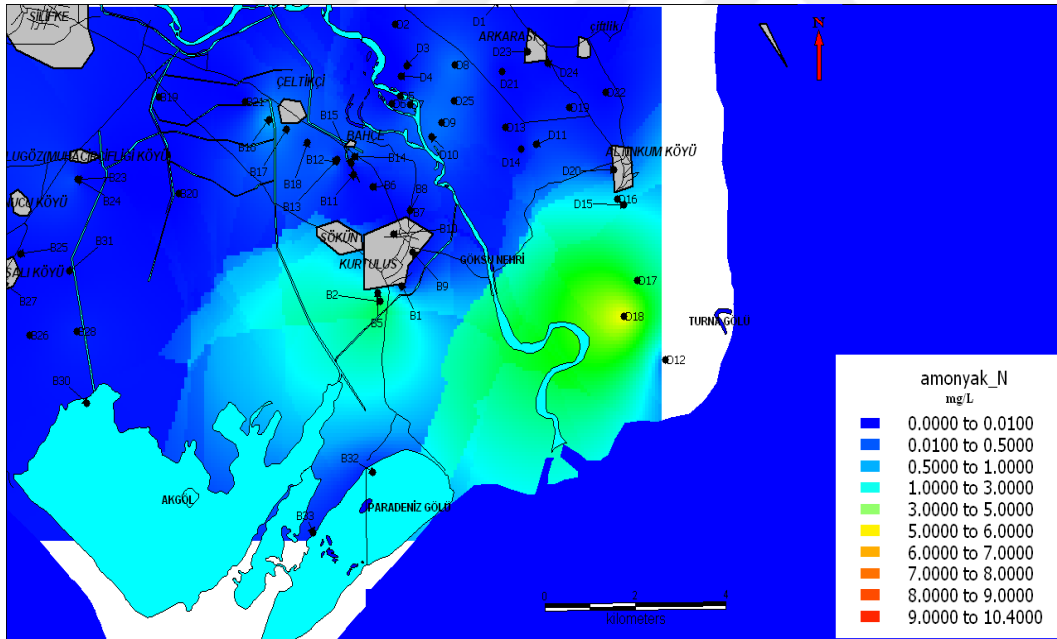 SİLİFKE
D2
D1
ARKARASI
çiftlik
N
D3
D23
D4
D8
D24
D21
ÇELTİKÇİ
B19
B21
D5
D6
D7
D25
D22
D19
B15
B16
BAHÇE
D9
D13
D10
D11
B12
D14
D14
ALTINKUM KÖYÜ
B17
B18
D20
B23
B20
B24
B13
B11
B6
B8
NUCU KÖYÜ
B7
D15
D16
SÖKÜN
B10
B25
B31
KURTULUŞ
GÖKSU NEHRİ
SALI KÖYÜ
B9
D17
B27
B2
B1
B5
D18
TURNA GÖLÜ
B26
B28
D12
B30
B32
AKGÖL
PARADENİZ GÖLÜ
B33
0 2 4
kilometers
amonyak_N
mg/L
0.0000 to 0.0100
0.0100 to 0.5000
0.5000 to 1.0000
1.0000 to 3.0000
3.0000 to 5.0000
5.0000 to 6.0000
6.0000 to 7.0000
7.0000 to 8.0000
8.0000 to 9.0000
9.0000 to 10.4000